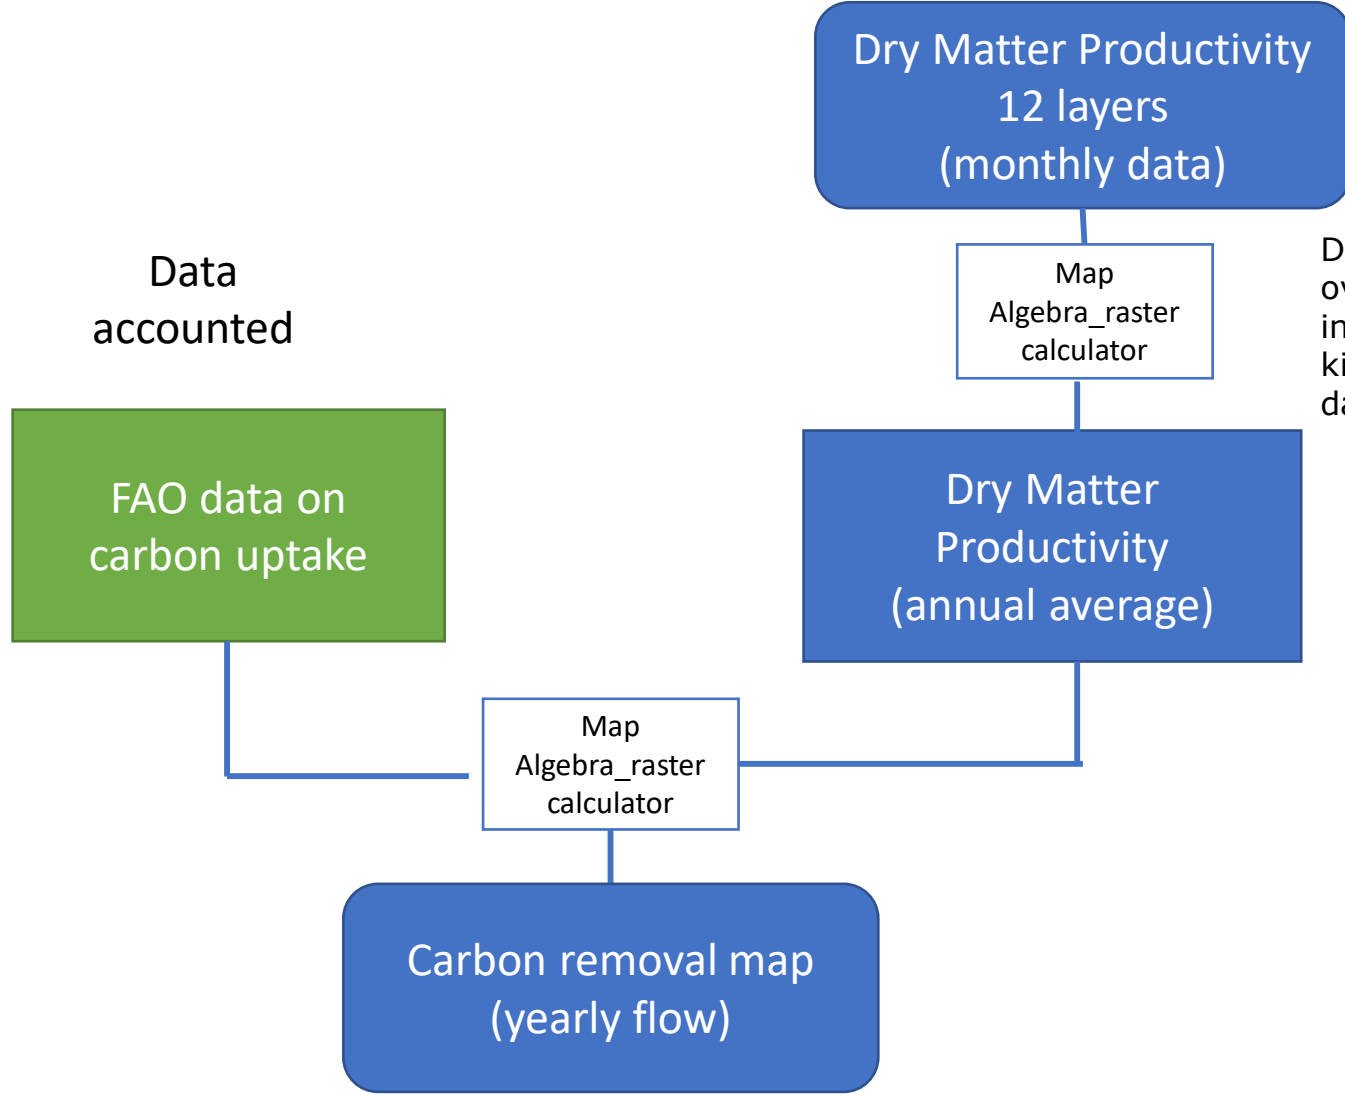 Dry Matter Productivity
12 layers
(monthly data)
Data
accounted
Map
Algebra_raster
calculator
FAO data on
carbon uptake
Dry Matter
Productivity
(annual average)
Map
Algebra_raster
calculator
Carbon removal map
(yearly flow)